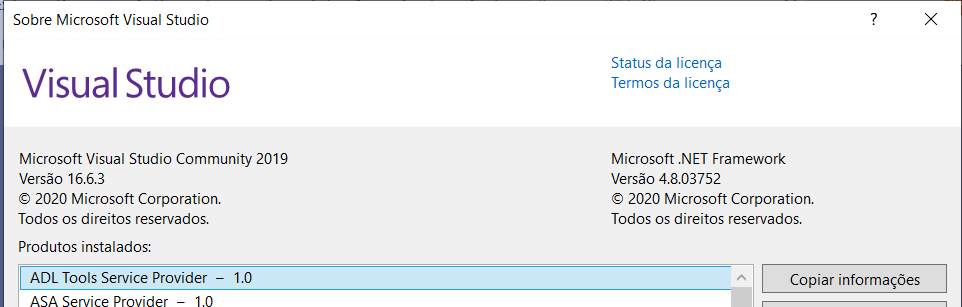 Sobre Microsoft Visual Studio
?
Visual Studio
Status da licença
Termos da licença
Microsoft Visual Studio Community 2019
Versão 16.6.3
© 2020 Microsoft Corporation.
Todos os direitos reservados.
Microsoft .NET Framework
Versão 4.8.03752
© 2020 Microsoft Corporation.
Todos os direitos reservados.
Produtos instalados:
ADL Tools Service Provider – 1.0
ASA Service Provider – 1.0
Copiar informações